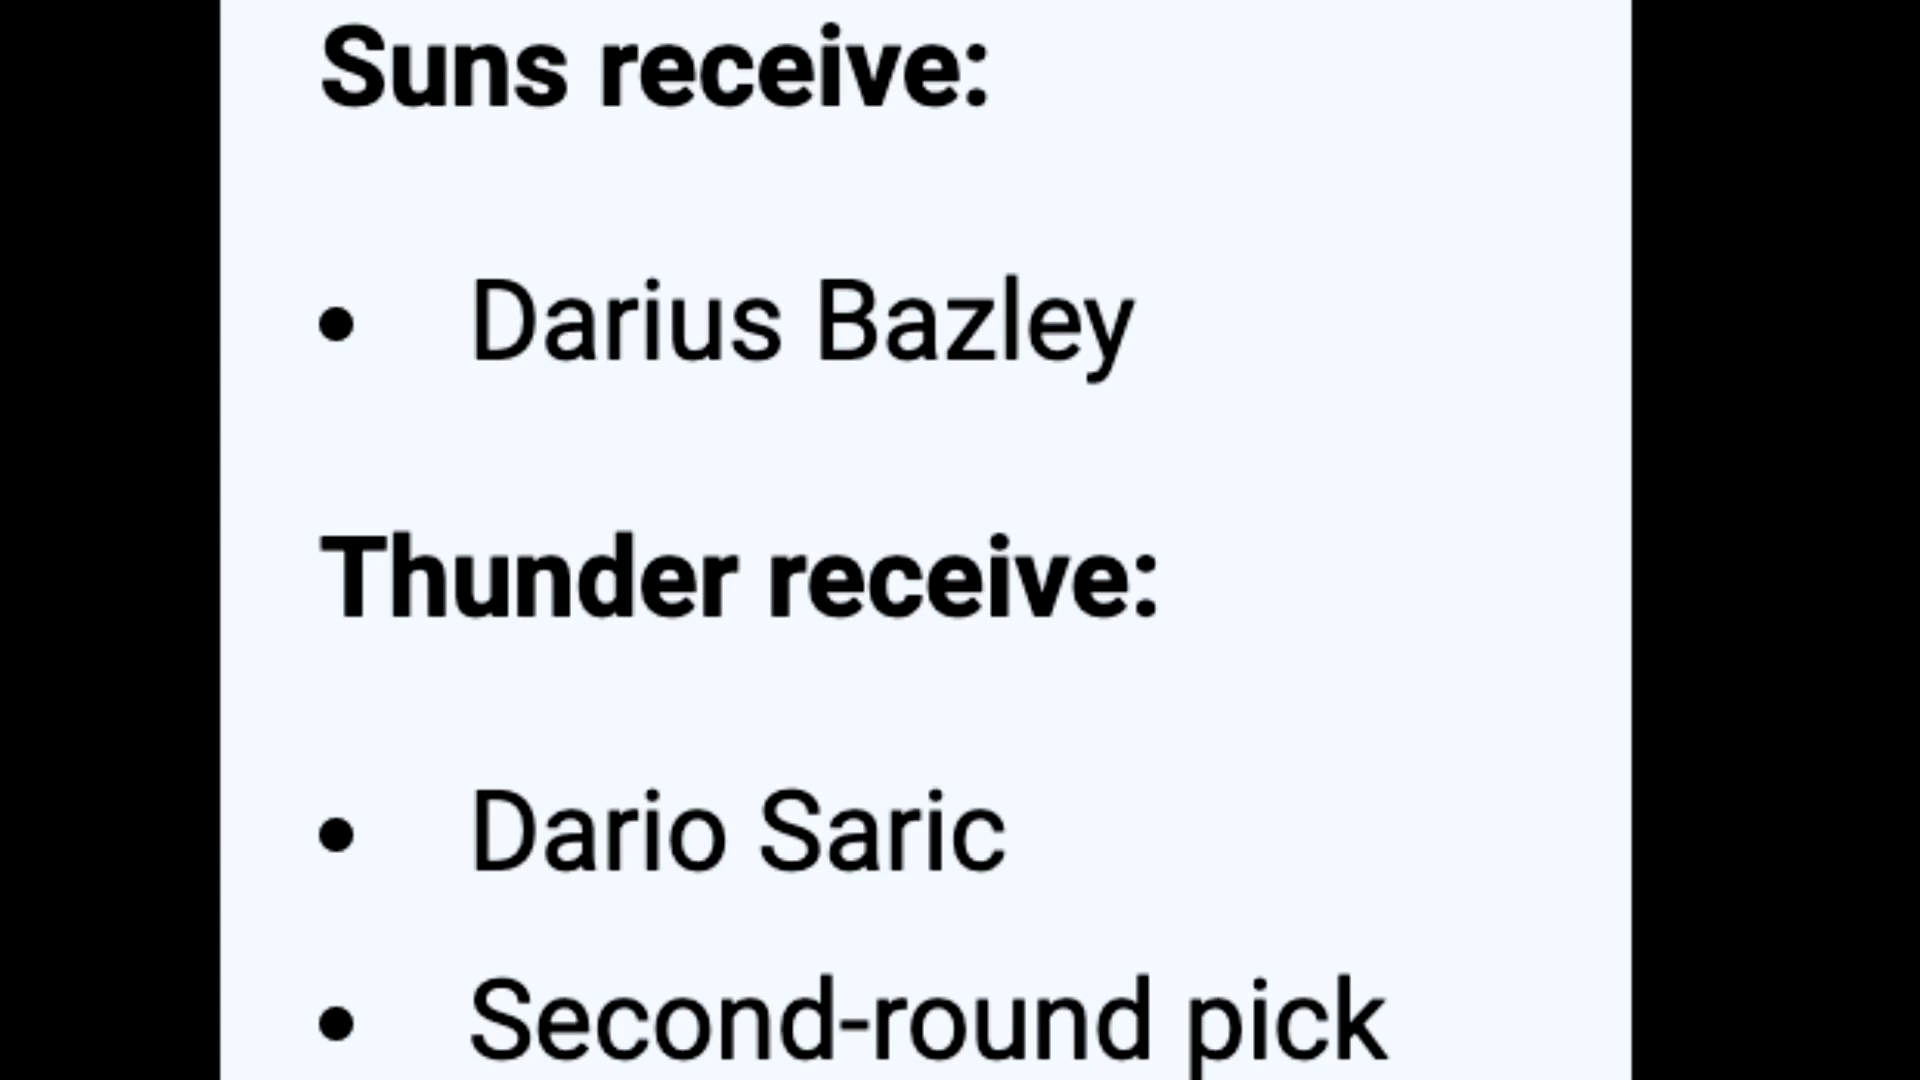 Suns receive:
• Darius Bazley
Thunder receive:
• Dario Saric
• Second-round pick